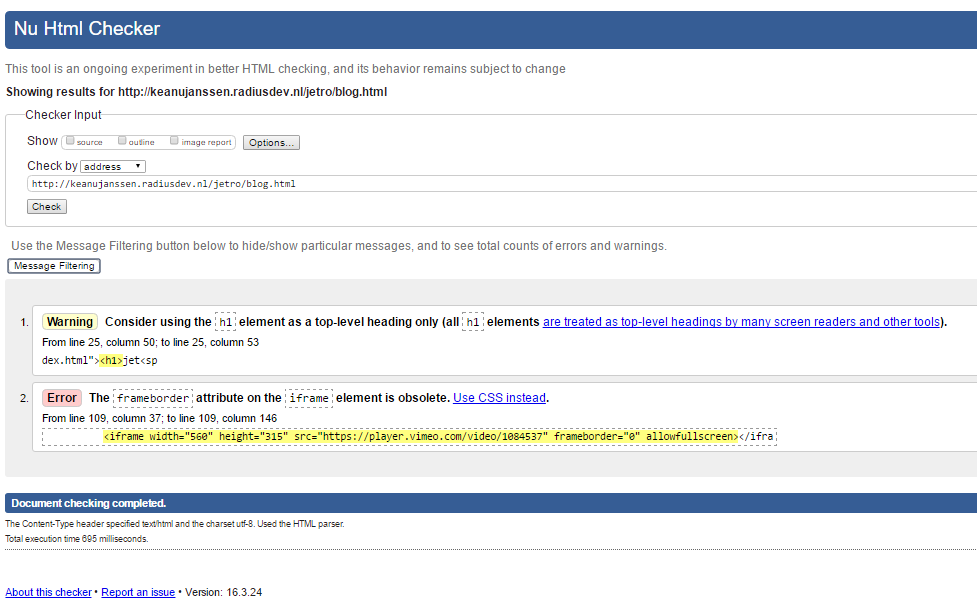 Nu Html Checker
This tool is an ongoing experiment in better HTML checking, and its behavior remains subject to change
Showing results for http://keanujanssen.radiusdev.nl/jetro/blog.html
Checker Input
Show source outline image report Options...
Check by address
http://keanujanssen.radiusdev.nl/jetro/blog.html
Check
Use the Message Filtering button below to hide/show particular messages, and to see total counts of errors and warnings.
Message Filtering
1. Warning Consider using the h1 element as a top-level heading only (all h1 elements are treated as top-level headings by many screen readers and other tools).
From line 25, column 50; to line 25, column 53
dex.html"><h1>jet<sp
2. Error The frameborder attribute on the iframe element is obsolete. Use CSS instead.
From line 109, column 37; to line 109, column 146
<iframe width="560" height="315" src="https://player.vimeo.com/video/1084537" frameborder="0" allowfullscreen></ifra
Document checking completed.
The Content-Type header specified text/html and the charset utf-8. Used the HTML parser.
Total execution time 695 milliseconds.
About this checker • Report an issue • Version: 16.3.24